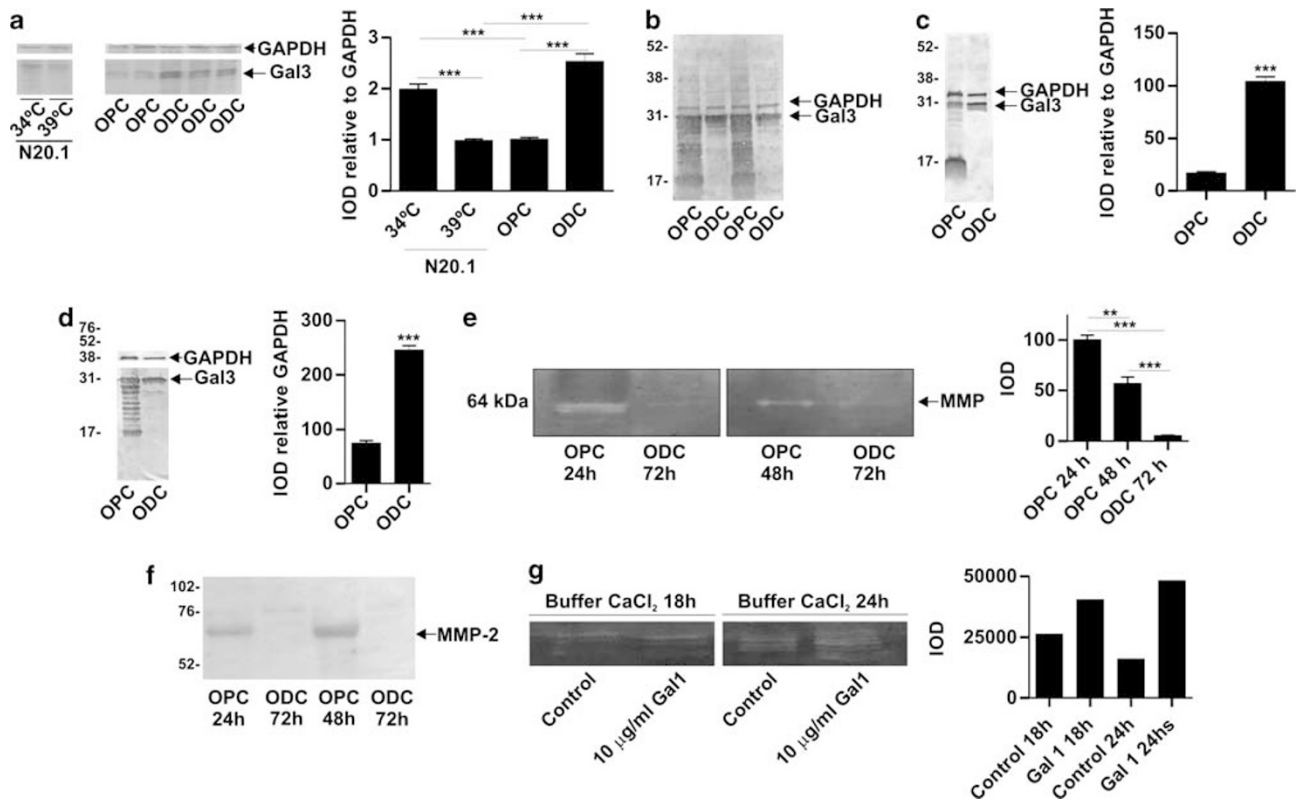 a
GAPDH
Gal3
34ºC
39ºC
N20.1
OPC
OPC
ODC
ODC
ODC
IOD relative to GAPDH
3
2
1
0
***
***
***
***
34ºC
39ºC
OPC
ODC
N20.1
b
52-
38-
31-
17-
GAPDH
Gal3
OPC
ODC
OPC
ODC
c
52-
38-
31-
17-
GAPDH
Gal3
OPC
ODC
IOD relative to GAPDH
150
100
50
0
***
OPC
ODC
d
76-
52-
38-
31-
17-
GAPDH
Gal3
OPC
ODC
IOD relative GAPDH
300
200
100
0
***
OPC
ODC
e
64 kDa
MMP
OPC 24h
ODC 72h
OPC 48h
ODC 72h
IOD
100
50
0
**
***
***
OPC 24 h
OPC 48 h
ODC 72 h
f
102-
76-
52-
MMP-2
OPC 24h
ODC 72h
OPC 48h
ODC 72h
g
Buffer CaCl₂ 18h
Buffer CaCl₂ 24h
Control
10 µg/ml Gal1
Control
10 µg/ml Gal1
IOD
50000
25000
0
Control 18h
Gal 1 18h
Control 24h
Gal 1 24hs